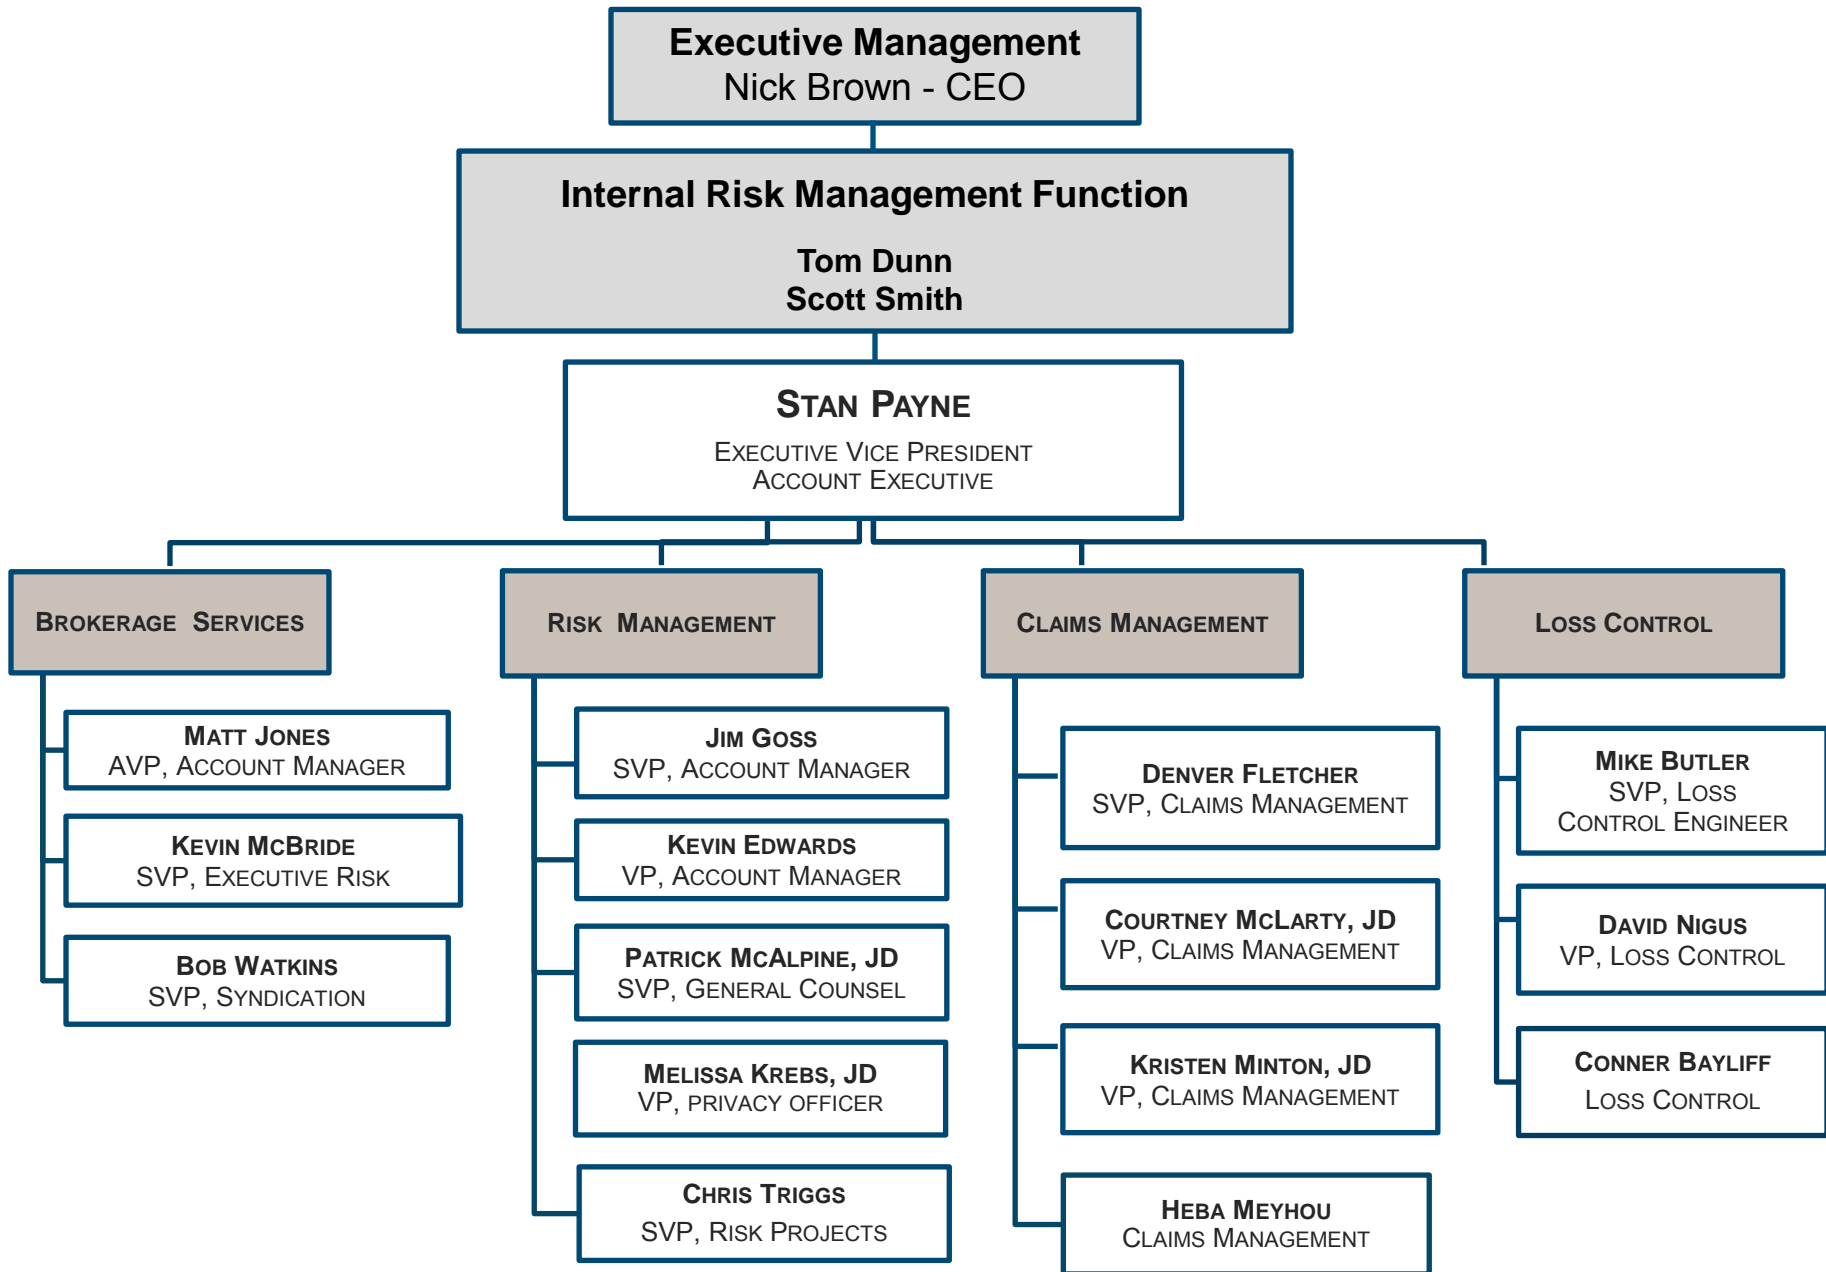 Executive Management
Nick Brown - CEO
Internal Risk Management Function
Tom Dunn
Scott Smith
STAN PAYNE
EXECUTIVE VICE PRESIDENT
ACCOUNT EXECUTIVE
BROKERAGE SERVICES
MATT JONES
AVP, ACCOUNT MANAGER
KEVIN MCBRIDE
SVP, EXECUTIVE RISK
BOB WATKINS
SVP, SYNDICATION
RISK MANAGEMENT
JIM GOSS
SVP, ACCOUNT MANAGER
KEVIN EDWARDS
VP, ACCOUNT MANAGER
PATRICK MCALPINE, JD
SVP, GENERAL COUNSEL
MELISSA KREBS, JD
VP, PRIVACY OFFICER
CHRIS TRIGGS
SVP, RISK PROJECTS
CLAIMS MANAGEMENT
DENVER FLETCHER
SVP, CLAIMS MANAGEMENT
COURTNEY MCLARTY, JD
VP, CLAIMS MANAGEMENT
KRISTEN MINTON, JD
VP, CLAIMS MANAGEMENT
HEBA MEYHOU
CLAIMS MANAGEMENT
LOSS CONTROL
MIKE BUTLER
SVP, LOSS
CONTROL ENGINEER
DAVID NIGUS
VP, LOSS CONTROL
CONNER BAYLIFF
LOSS CONTROL